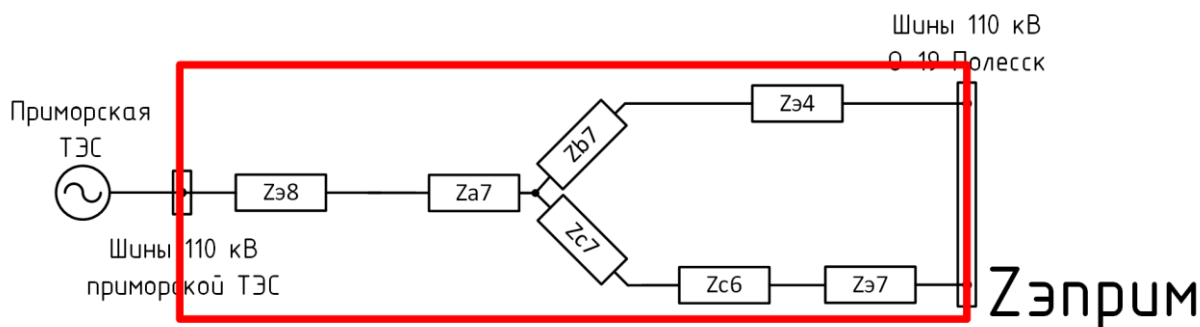 Шины 110 кВ
О-19 Полесск
Приморская
ТЭС
Zэ4
Zb7
Zэ8
Zа7
Zc7
Шины 110 кВ
приморской ТЭС
Zc6
Zэ7
Zэприм